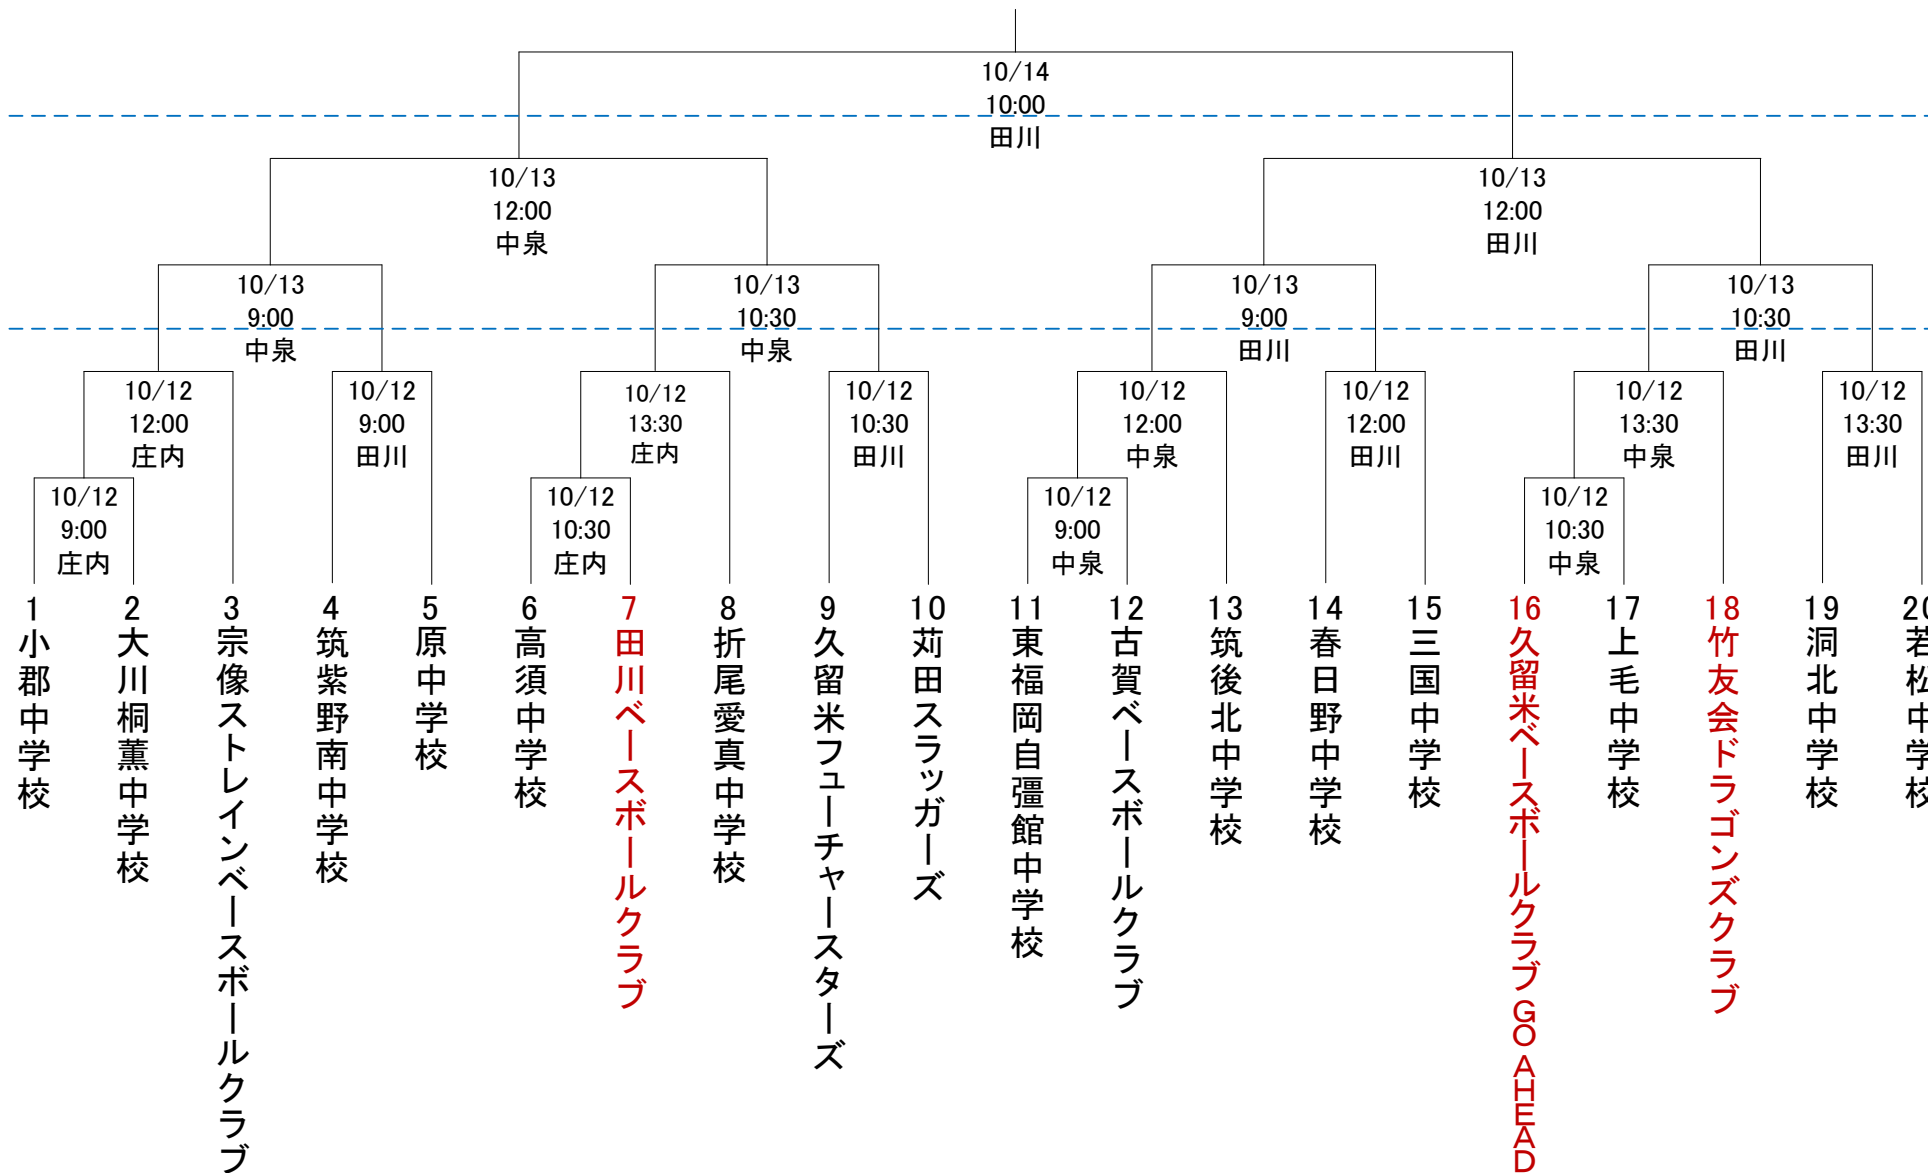 10/14
10:00
田川
10/13
12:00
中泉
10/13
12:00
田川
10/13
9:00
中泉
10/13
10:30
中泉
10/13
9:00
田川
10/13
10:30
田川
10/12
12:00
庄内
10/12
9:00
田川
10/12
13:30
庄内
10/12
10:30
田川
10/12
12:00
中泉
10/12
12:00
田川
10/12
13:30
中泉
10/12
13:30
田川
10/12
9:00
庄内
10/12
10:30
庄内
10/12
9:00
中泉
10/12
10:30
中泉
1
小郡中学校
2
大川桐薫中学校
3
宗像ストレインベースボールクラブ
4
筑紫野南中学校
5
原中学校
6
高須中学校
7
田川ベースボールクラブ
8
折尾愛真中学校
9
久留米フューチャースターズ
10
苅田スラッガーズ
11
東福岡自彊館中学校
12
古賀ベースボールクラブ
13
筑後北中学校
14
春日野中学校
15
三国中学校
16
久留米ベースボールクラブ GO AHEAD
17
上毛中学校
18
竹友会ドラゴンズクラブ
19
洞北中学校
20
若松中学校